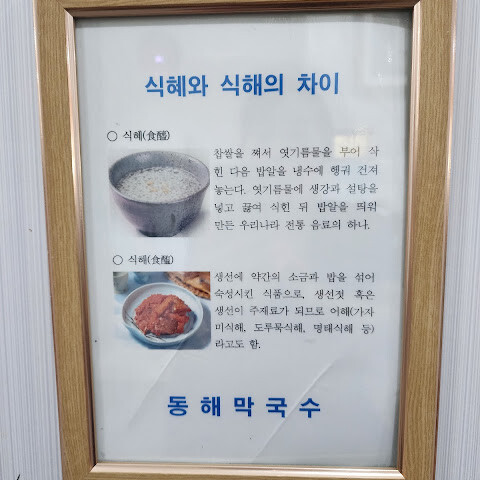 식혜와 식해의 차이
○ 식혜(食醯)
찹쌀을 쪄서 엿기름물을 부어 삭
힌 다음 밥알을 냉수에 헹궈 건져
놓는다. 엿기름물에 생강과 설탕을
넣고 끓여 식힌 뒤 밥알을 띄워
만든 우리나라 전통 음료의 하나.
○ 식해(食醢)
생선에 약간의 소금과 밥을 섞어
숙성시킨 식품으로, 생선젓 혹은
생선이 주재료가 되므로 어해(가자
미식해, 도루묵식해, 명태식해 등)
라고도 함.
동해막국수